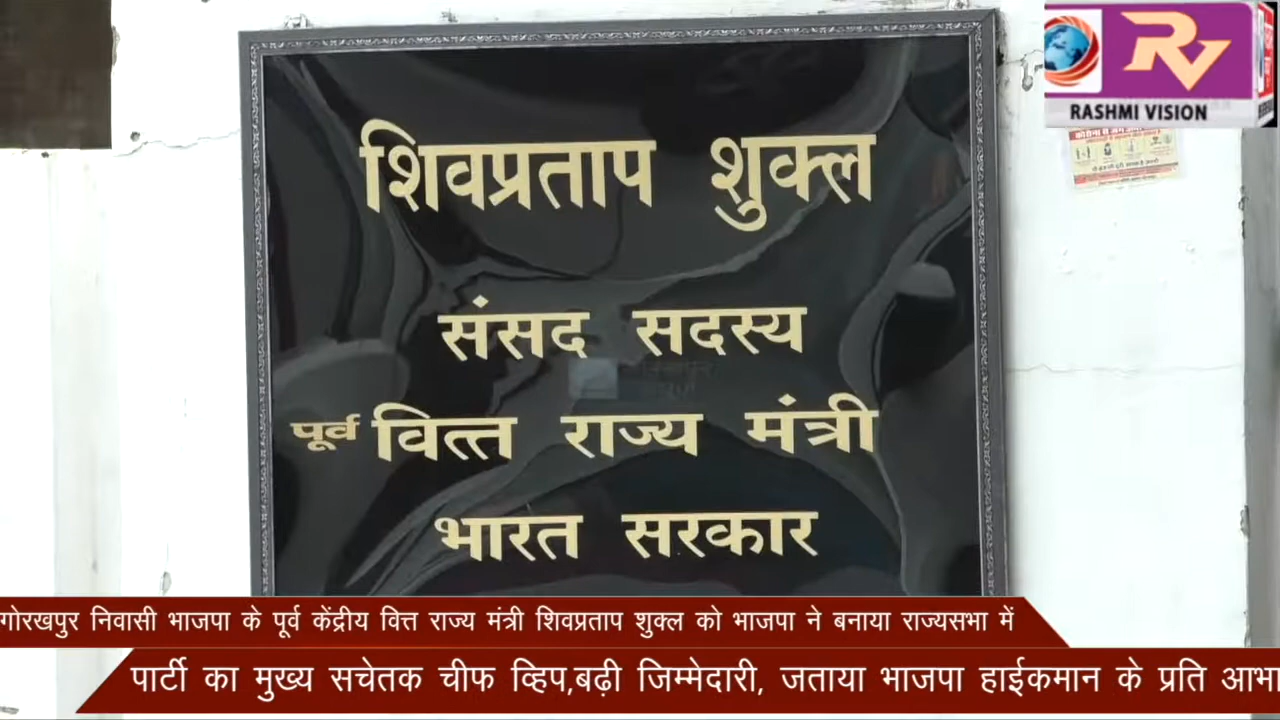 RASHMI VISION
शिवप्रताप शुक्ल
संसद सदस्य
पूर्व वित्त राज्य मंत्री
भारत सरकार
गोरखपुर निवासी भाजपा के पूर्व केंद्रीय वित्त राज्य मंत्री शिवप्रताप शुक्ल को भाजपा ने बनाया राज्यसभा में
पार्टी का मुख्य सचेतक चीफ व्हिप,बढ़ी जिम्मेदारी, जताया भाजपा हाईकमान के प्रति आभा